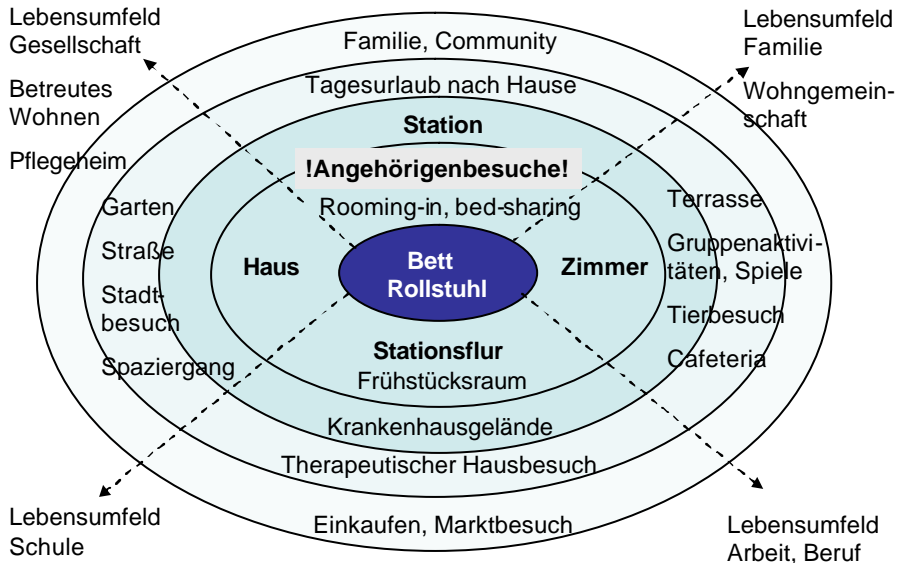 Lebensumfeld
Gesellschaft
Betreutes
Wohnen
Pflegeheim
Familie, Community
Tagesurlaub nach Hause
Station
!Angehörigenbesuche!
Rooming-in, bed-sharing
Lebensumfeld
Familie
Wohngemein-
schaft
Garten
Straße
Stadt-
besuch
Spaziergang
Haus
Bett
Rollstuhl
Zimmer
Terrasse
Gruppenaktivi-
täten, Spiele
Tierbesuch
Cafeteria
Stationsflur
Frühstücksraum
Krankenhausgelände
Therapeutischer Hausbesuch
Einkaufen, Marktbesuch
Lebensumfeld
Schule
Lebensumfeld
Arbeit, Beruf